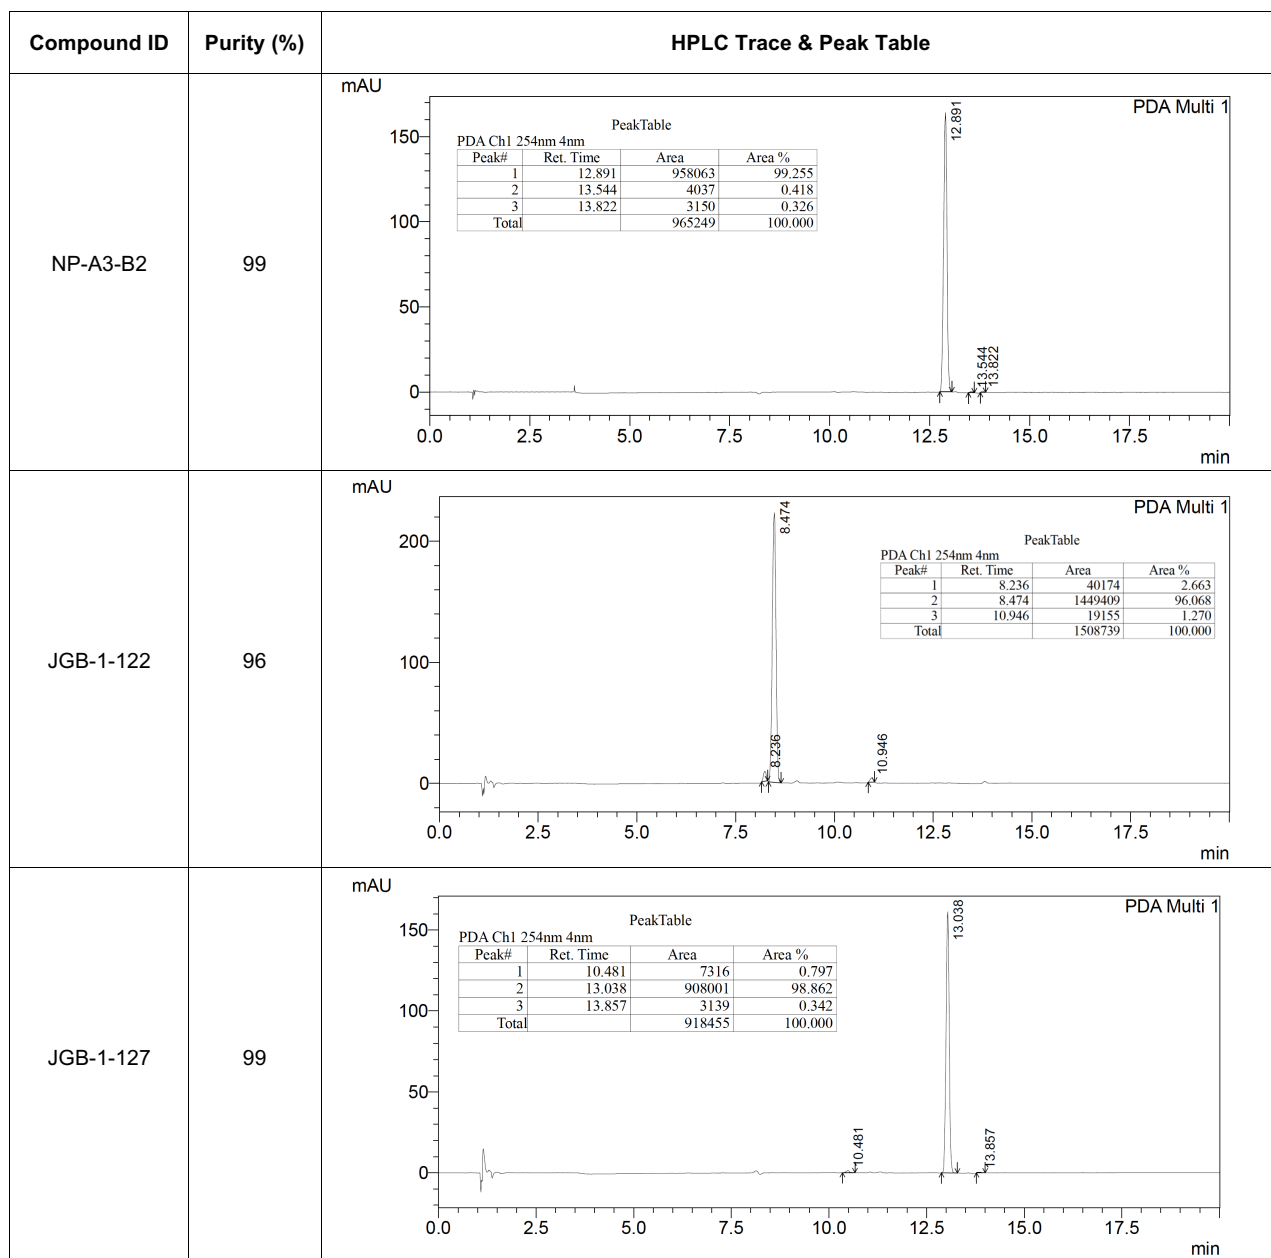 Compound ID Purity (%) HPLC Trace & Peak Table
NP-A3-B2 99
mAU
PDA Multi 1
PeakTable
PDA Ch1 254nm 4nm
Peak# Ret. Time Area Area %
1 12.891 958063 99.255
2 13.544 4037 0.418
3 13.822 3150 0.326
Total 965249 100.000
150
100
50
0
12.891
13.544
13.822
0.0 2.5 5.0 7.5 10.0 12.5 15.0 17.5
min
JGB-1-122 96
mAU
PDA Multi 1
PeakTable
PDA Ch1 254nm 4nm
Peak# Ret. Time Area Area %
1 8.236 40174 2.663
2 8.474 1449409 96.068
3 10.946 19155 1.270
Total 1508739 100.000
200
100
0
8.474
8.236
10.946
0.0 2.5 5.0 7.5 10.0 12.5 15.0 17.5
min
JGB-1-127 99
mAU
PDA Multi 1
PeakTable
PDA Ch1 254nm 4nm
Peak# Ret. Time Area Area %
1 10.481 7316 0.797
2 13.038 908001 98.862
3 13.857 3139 0.342
Total 918455 100.000
150
100
50
0
13.038
10.481
13.857
0.0 2.5 5.0 7.5 10.0 12.5 15.0 17.5
min